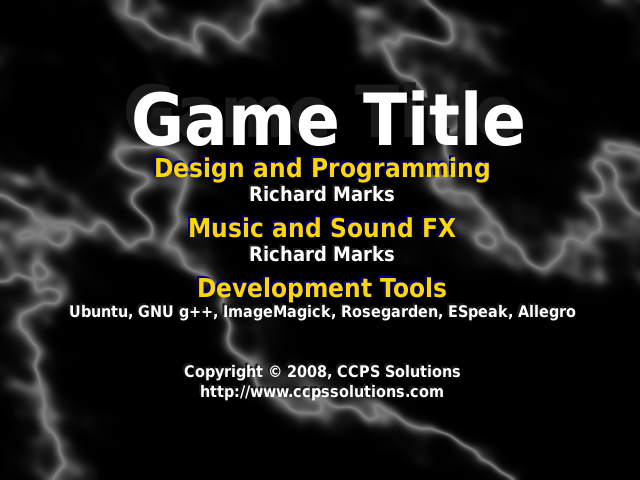 Game Title
Design and Programming
Richard Marks
Music and Sound FX
Richard Marks
Development Tools
Ubuntu, GNU g++, ImageMagick, Rosegarden, ESpeak, Allegro
Copyright © 2008, CCPS Solutions
http://www.ccpssolutions.com